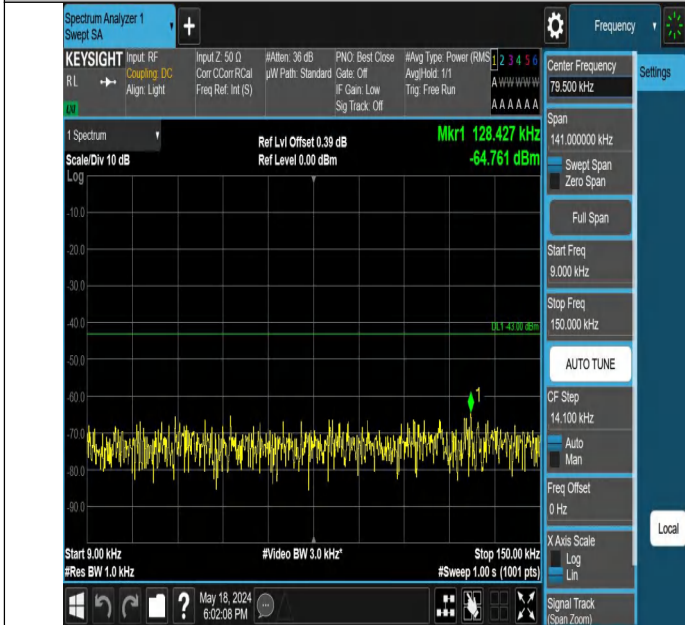 Spectrum Analyzer 1
Swept SA
+
Frequency
KEYSIGHT
RL
LXI
Input: RF
Coupling: DC
Align: Light
Input Z: 50 Ω
Corr CCorr RCal
Freq Ref: Int (S)
#Atten: 36 dB
µW Path: Standard
PNO: Best Close
Gate: Off
IF Gain: Low
Sig Track: Off
#Avg Type: Power (RMS
Avg|Hold: 1/1
Trig: Free Run
1 2 3 4 5 6
A W W W W W
A A A A A A
1 Spectrum
Scale/Div 10 dB
Ref Lvl Offset 0.39 dB
Ref Level 0.00 dBm
Mkr1 128.427 kHz
-64.761 dBm
Log
-10.0
-20.0
-30.0
-40.0
-50.0
-60.0
-70.0
-80.0
-90.0
DL1 -43.00 dBm
1
Start 9.00 kHz
#Res BW 1.0 kHz
#Video BW 3.0 kHz*
Stop 150.00 kHz
#Sweep 1.00 s (1001 pts)
?
May 18, 2024
6:02:08 PM
Center Frequency
79.500 kHz
Span
141.000000 kHz
Swept Span
Zero Span
Full Span
Start Freq
9.000 kHz
Stop Freq
150.000 kHz
AUTO TUNE
CF Step
14.100 kHz
Auto
Man
Freq Offset
0 Hz
X Axis Scale
Log
Lin
Signal Track
(Span Zoom)
Settings
Local